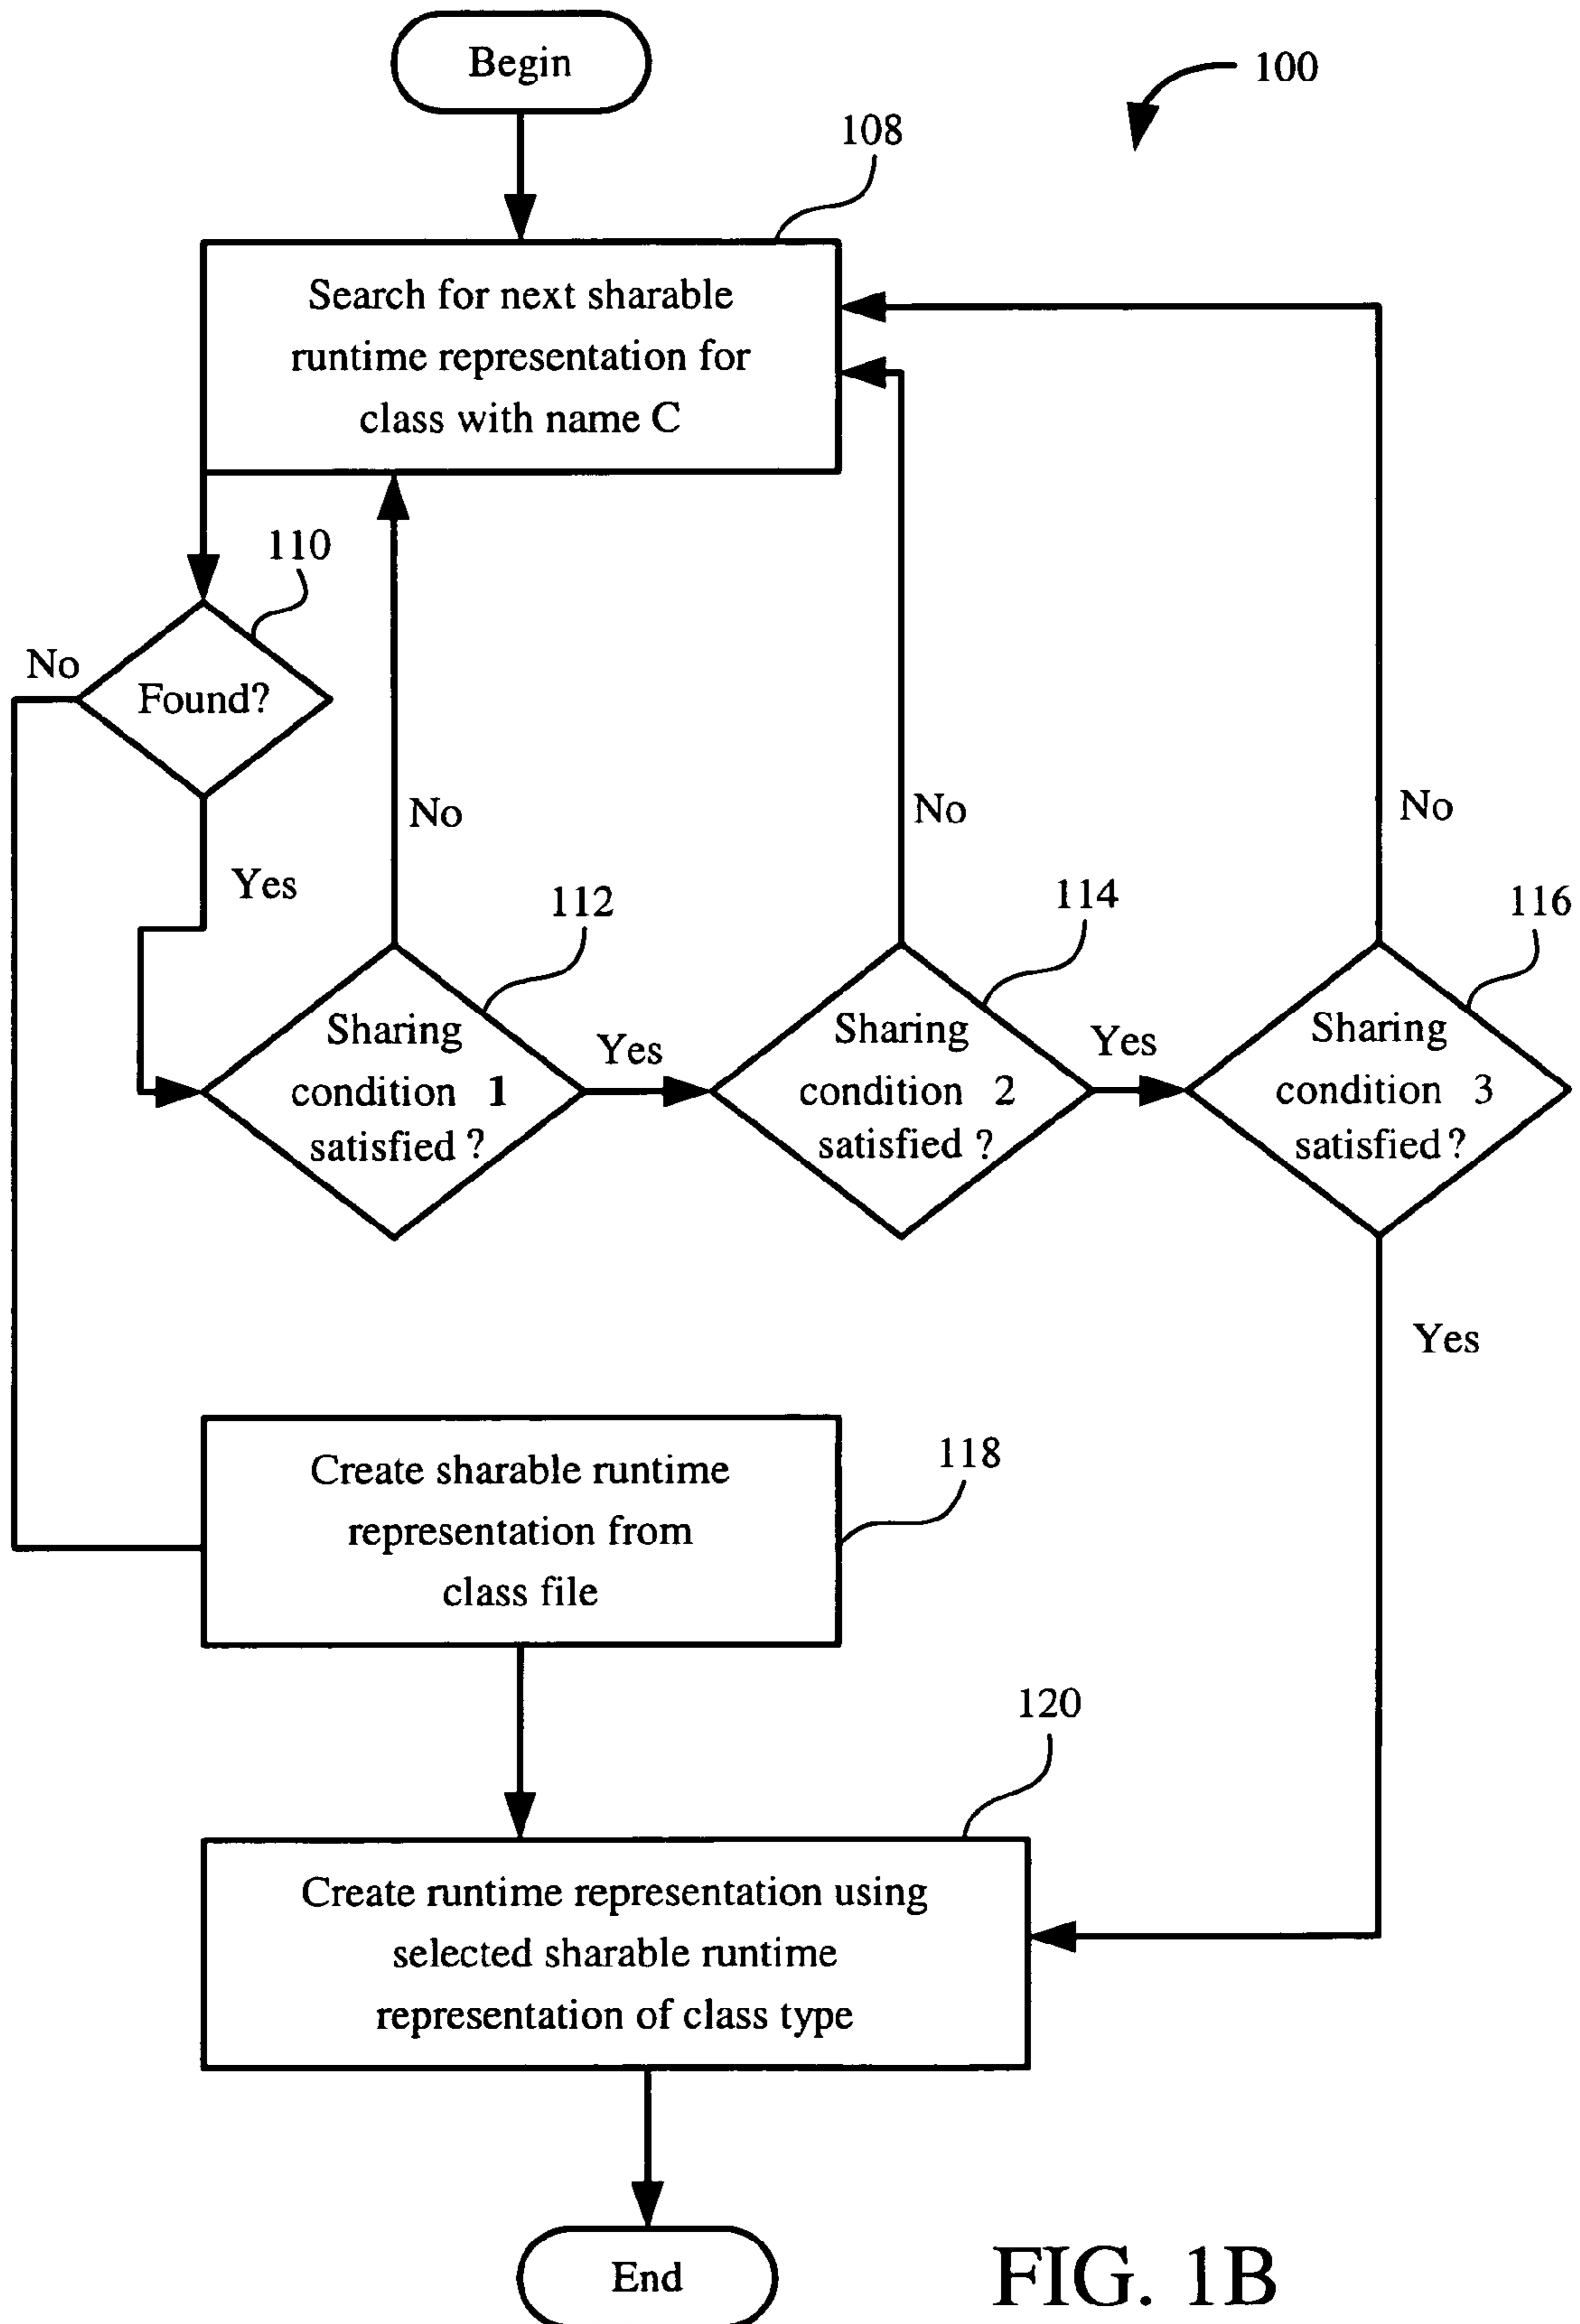 Begin
100
108
Search for next sharable
runtime representation for
class with name C
110
No
Found?
Yes
No
No
No
112
114
116
Sharing
condition 1
satisfied ?
Yes
Sharing
condition 2
satisfied ?
Yes
Sharing
condition 3
satisfied ?
Yes
Create sharable runtime
representation from
class file
118
120
Create runtime representation using
selected sharable runtime
representation of class type
End
FIG. 1B